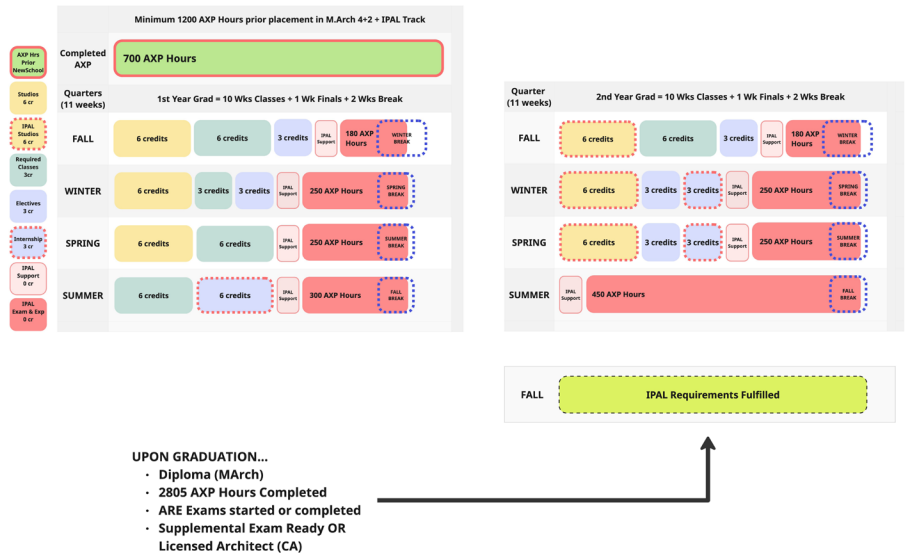 Minimum 1200 AXP Hours prior placement in M.Arch 4+2 + IPAL Track
AXP Hrs
Prior
NewSchool
Studios
6 cr
IPAL
Studios
6 cr
Required
Classes
3cr
Electives
3 cr
Internship
3 cr
IPAL
Support
0 cr
IPAL
Exam & Exp
0 cr
Completed
AXP
700 AXP Hours
Quarters
(11 weeks)
1st Year Grad = 10 Wks Classes + 1 Wk Finals + 2 Wks Break
FALL
6 credits
6 credits
3 credits
IPAL
Support
180 AXP
Hours
WINTER
BREAK
WINTER
6 credits
3 credits
3 credits
IPAL
Support
250 AXP Hours
SPRING
BREAK
SPRING
6 credits
6 credits
IPAL
Support
250 AXP Hours
SUMMER
BREAK
SUMMER
6 credits
6 credits
IPAL
Support
300 AXP Hours
FALL
BREAK
Quarter
(11 weeks)
2nd Year Grad = 10 Wks Classes + 1 Wk Finals + 2 Wks Break
FALL
6 credits
6 credits
3 credits
IPAL
Support
180 AXP
Hours
WINTER
BREAK
WINTER
6 credits
3 credits
3 credits
IPAL
Support
250 AXP Hours
SPRING
BREAK
SPRING
6 credits
3 credits
3 credits
IPAL
Support
250 AXP Hours
SUMMER
BREAK
SUMMER
IPAL
Support
450 AXP Hours
FALL
BREAK
FALL
IPAL Requirements Fulfilled
UPON GRADUATION...
· Diploma (MArch)
· 2805 AXP Hours Completed
· ARE Exams started or completed
· Supplemental Exam Ready OR
Licensed Architect (CA)